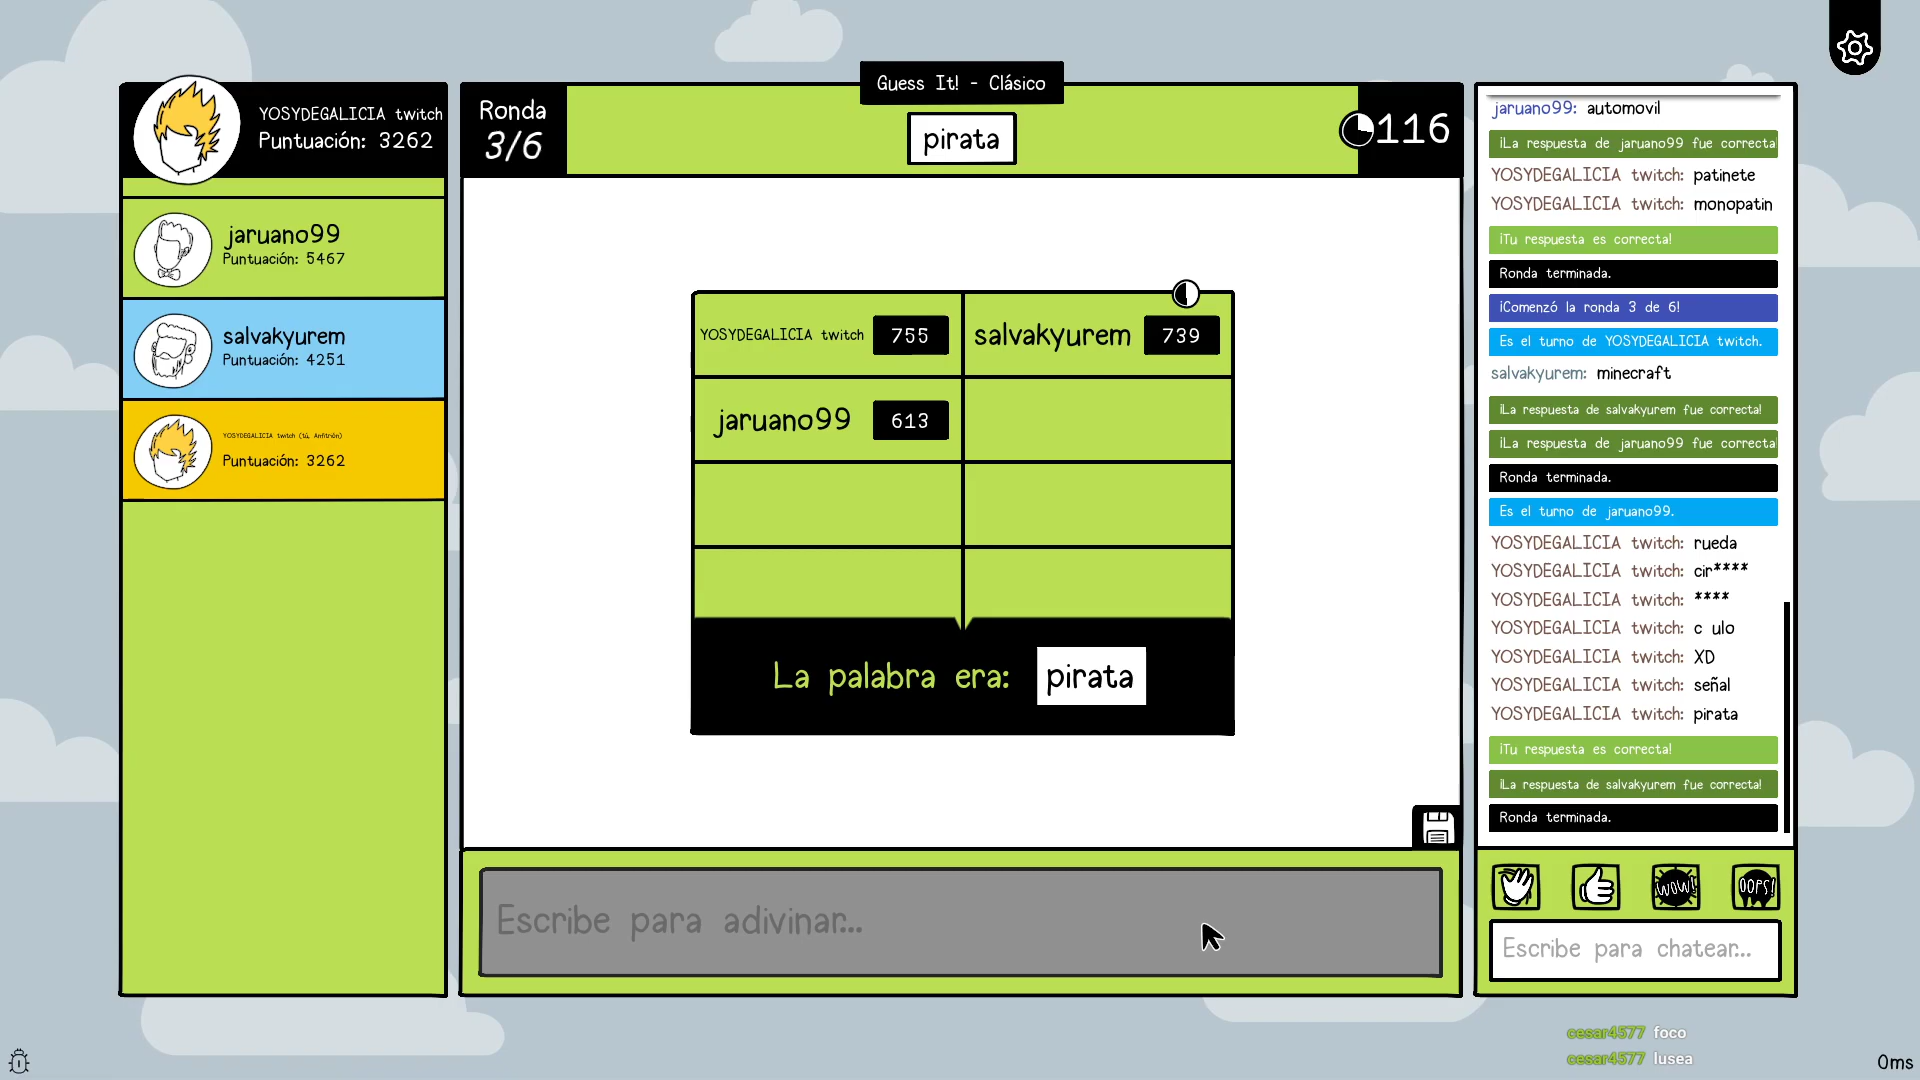 YOSYDEGALICIA twitch
Puntuación: 3262
jaruano99
Puntuación: 5467
salvakyurem
Puntuación: 4251
YOSYDEGALICIA twitch (tú, Anfitrión)
Puntuación: 3262
Guess It! - Clásico
Ronda
3/6
pirata
116
YOSYDEGALICIA twitch 755
salvakyurem 739
jaruano99 613
La palabra era: pirata
Escribe para adivinar...
jaruano99: automovil
¡La respuesta de jaruano99 fue correcta
YOSYDEGALICIA twitch: patinete
YOSYDEGALICIA twitch: monopatin
¡Tu respuesta es correcta!
Ronda terminada.
¡Comenzó la ronda 3 de 6!
Es el turno de YOSYDEGALICIA twitch.
salvakyurem: minecraft
¡La respuesta de salvakyurem fue correcta!
¡La respuesta de jaruano99 fue correcta
Ronda terminada.
Es el turno de jaruano99.
YOSYDEGALICIA twitch: rueda
YOSYDEGALICIA twitch: cir****
YOSYDEGALICIA twitch: ****
YOSYDEGALICIA twitch: c ulo
YOSYDEGALICIA twitch: XD
YOSYDEGALICIA twitch: señal
YOSYDEGALICIA twitch: pirata
¡Tu respuesta es correcta!
¡La respuesta de salvakyurem fue correcta!
Ronda terminada.
WOW!
OOPS!
Escribe para chatear...
cesar4577 foco
cesar4577 lusea
0ms